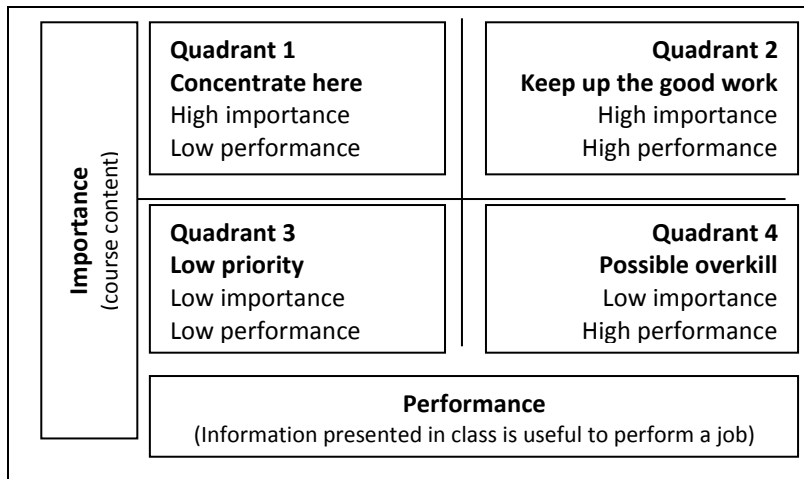 Importance
(course content)
Quadrant 1
Concentrate here
High importance
Low performance
Quadrant 2
Keep up the good work
High importance
High performance
Quadrant 3
Low priority
Low importance
Low performance
Quadrant 4
Possible overkill
Low importance
High performance
Performance
(Information presented in class is useful to perform a job)